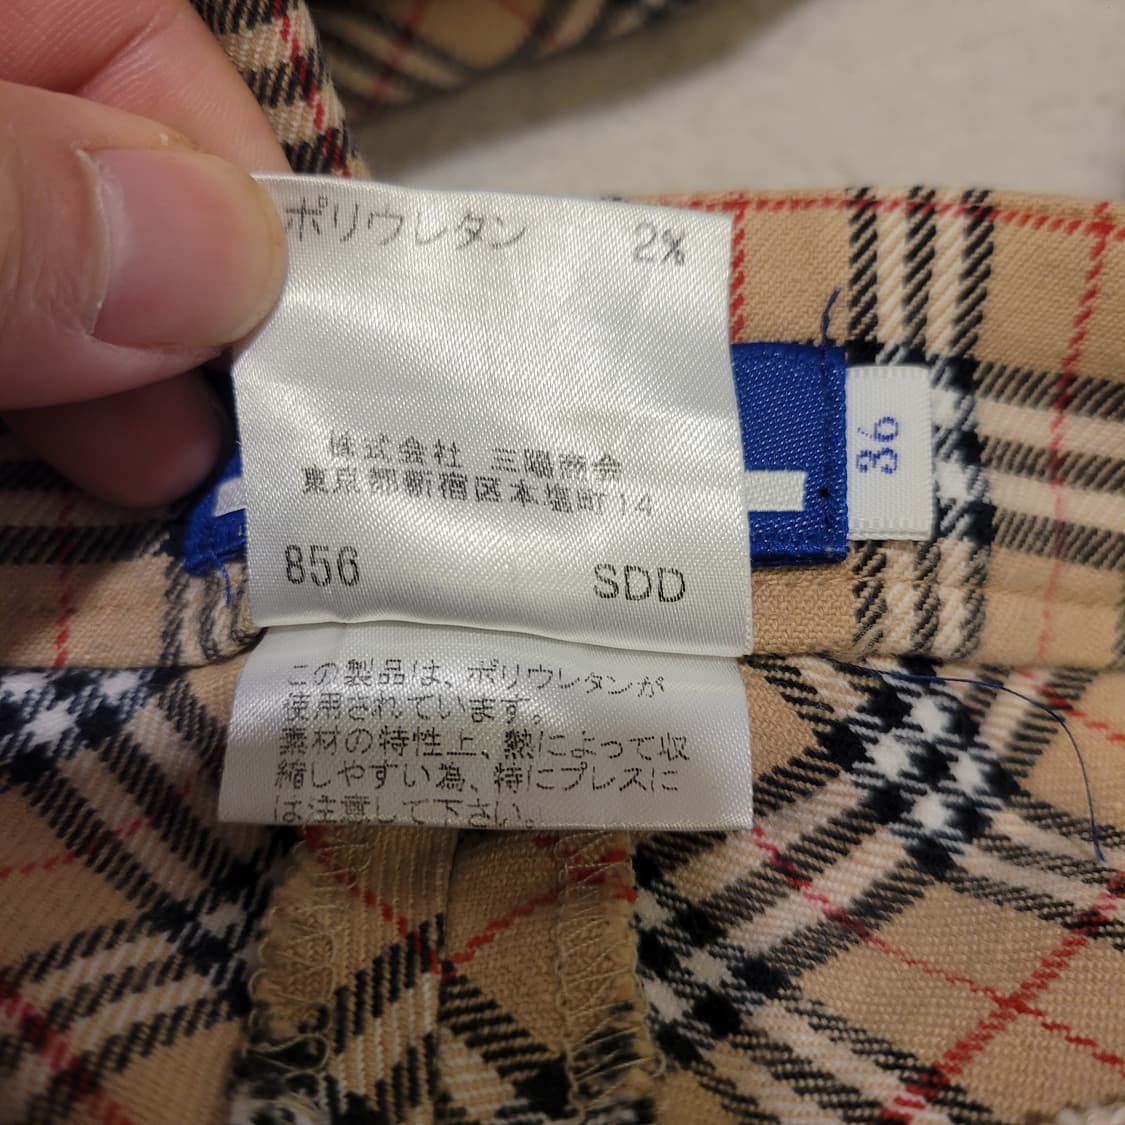 ポリウレタン 2%
株式会社 三陽商会
東京都新宿区本塩町14
856 SDD
36
この製品は、ポリウレタンが
使用されています。
素材の特性上、熱によって収
縮しやすい為、特にプレスに
は注意して下さい。